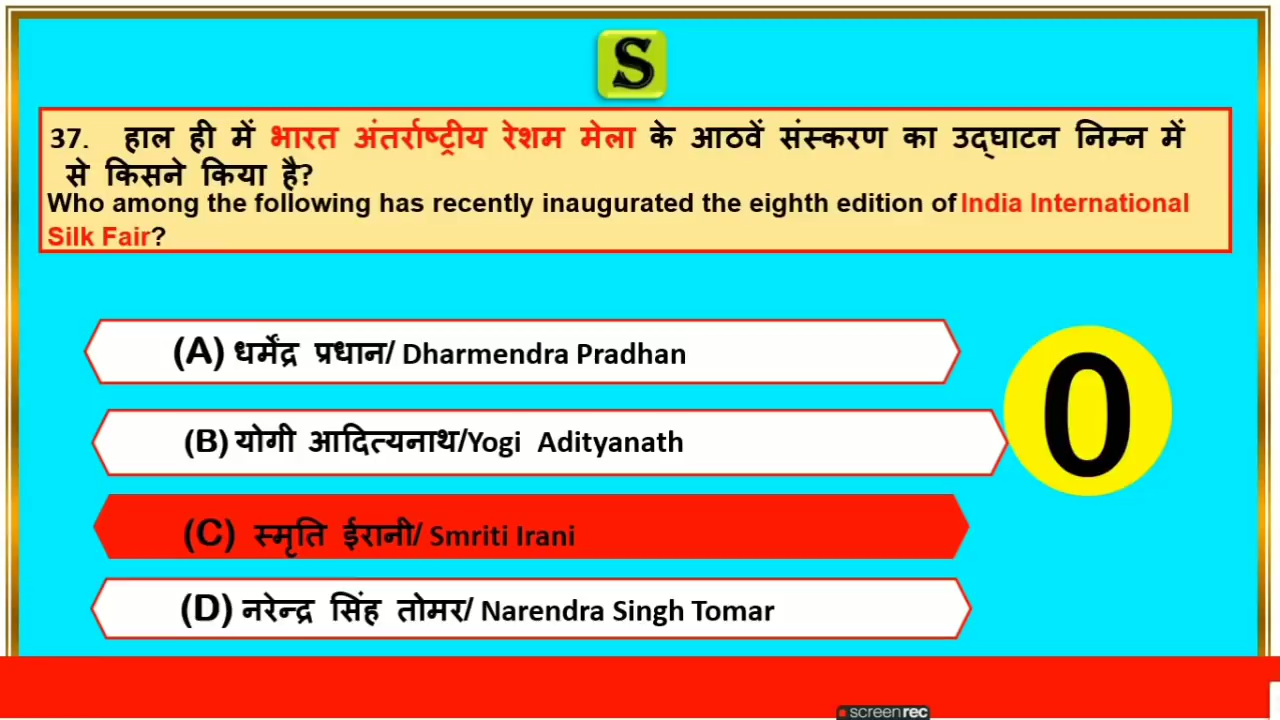 S
37. हाल ही में भारत अंतर्राष्ट्रीय रेशम मेला के आठवें संस्करण का उद्घाटन निम्न में
से किसने किया है?
Who among the following has recently inaugurated the eighth edition of India International
Silk Fair?
(A) धर्मेंद्र प्रधान/ Dharmendra Pradhan
(B) योगी आदित्यनाथ/Yogi Adityanath
0
(C) स्मृति ईरानी/ Smriti Irani
(D) नरेन्द्र सिंह तोमर/ Narendra Singh Tomar
screenrec